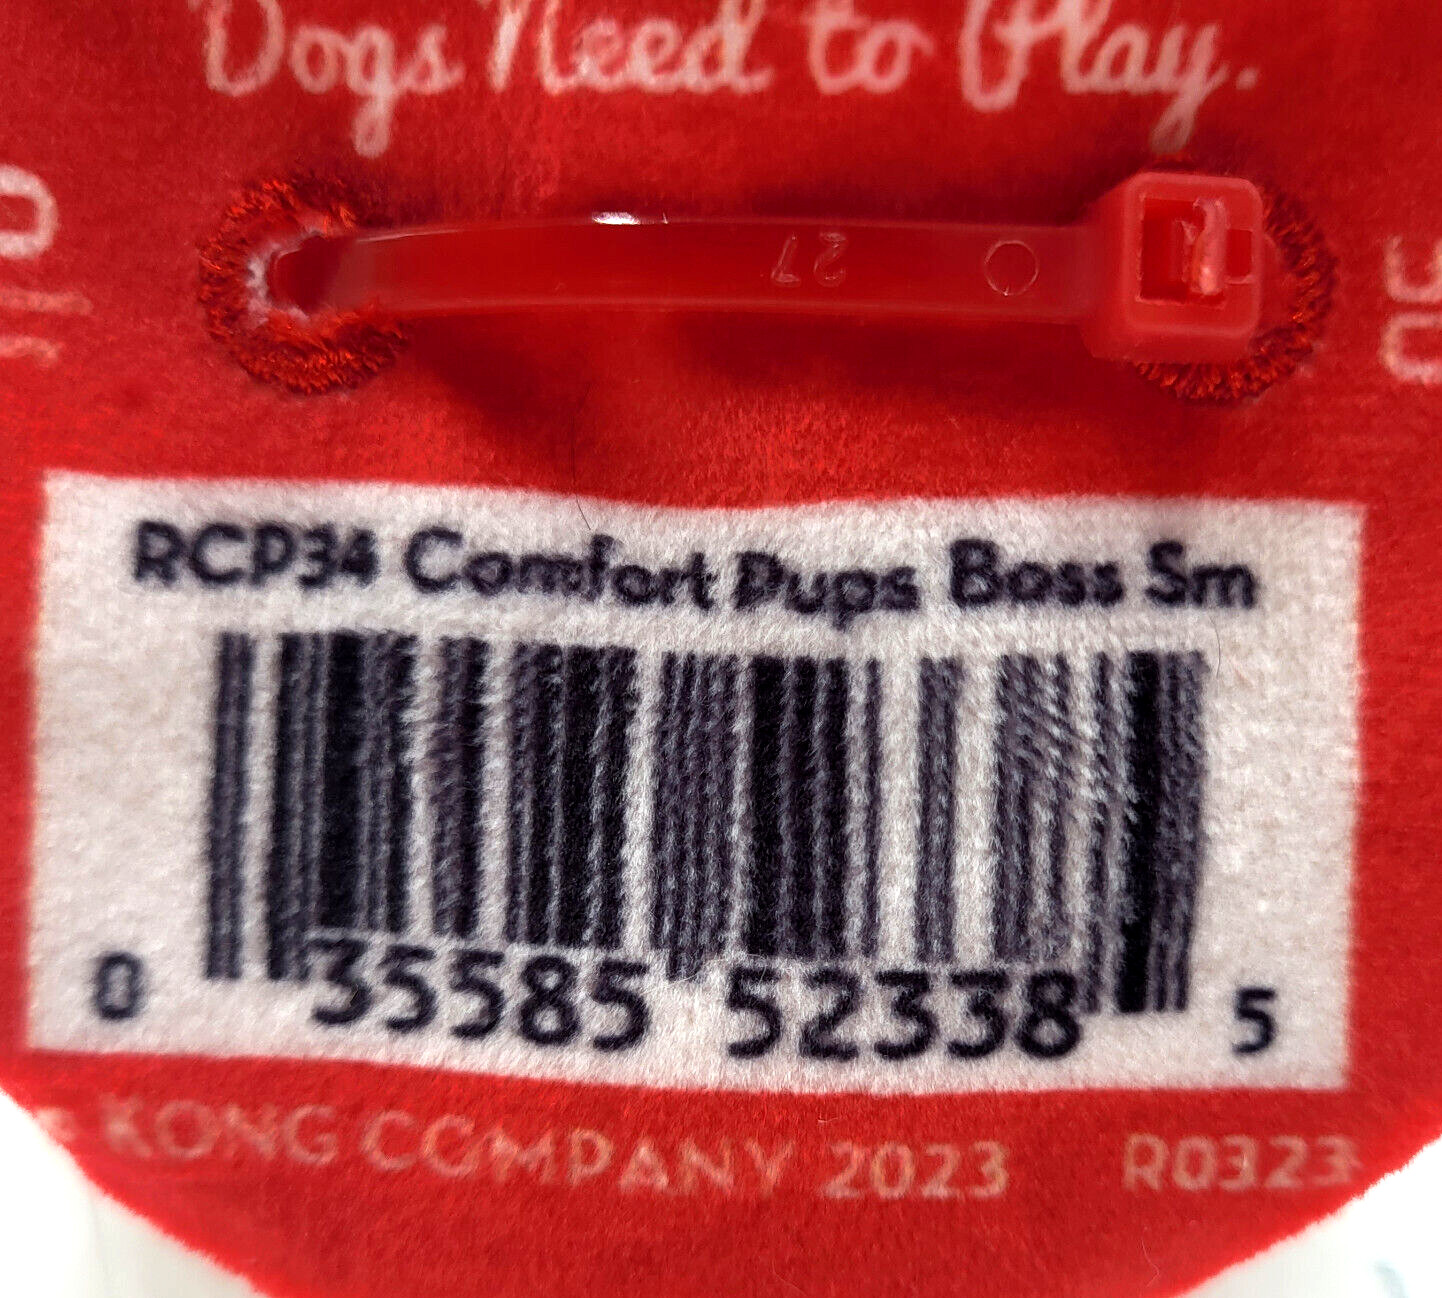 Dogs Need to Play.
27
RCP34 Comfort Pups Boss Sm
0 35585 52338 5
KONG COMPANY 2023 R0323